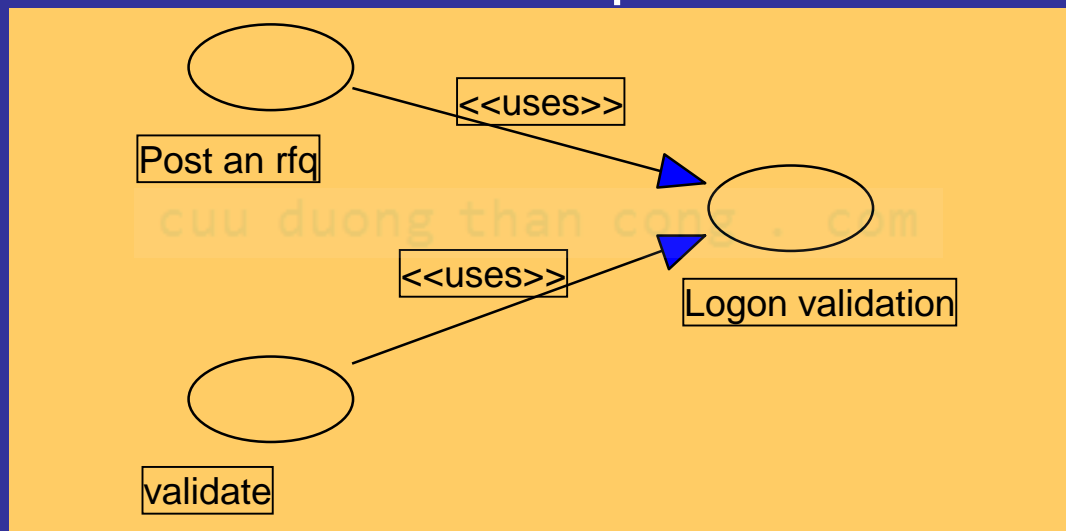 <<uses>>
Post an rfq
cuu duong than cong . com
<<uses>>
Logon validation
validate